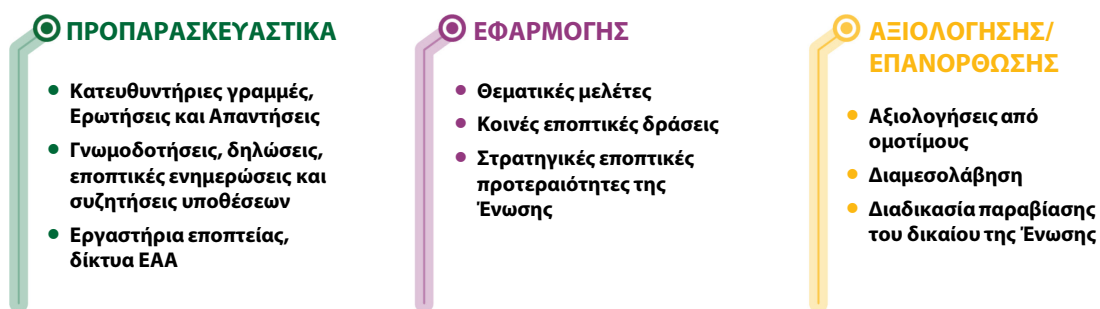 ΠΡΟΠΑΡΑΣΚΕΥΑΣΤΙΚΑ
Κατευθυντήριες γραμμές,
Ερωτήσεις και Απαντήσεις
Γνωμοδοτήσεις, δηλώσεις,
εποπτικές ενημερώσεις και
συζητήσεις υποθέσεων
Εργαστήρια εποπτείας,
δίκτυα ΕΑΑ
ΕΦΑΡΜΟΓΗΣ
Θεματικές μελέτες
Κοινές εποπτικές δράσεις
Στρατηγικές εποπτικές
προτεραιότητες της
Ένωσης
ΑΞΙΟΛΟΓΗΣΗΣ/
ΕΠΑΝΟΡΘΩΣΗΣ
Αξιολογήσεις από
ομοτίμους
Διαμεσολάβηση
Διαδικασία παραβίασης
του δικαίου της Ένωσης